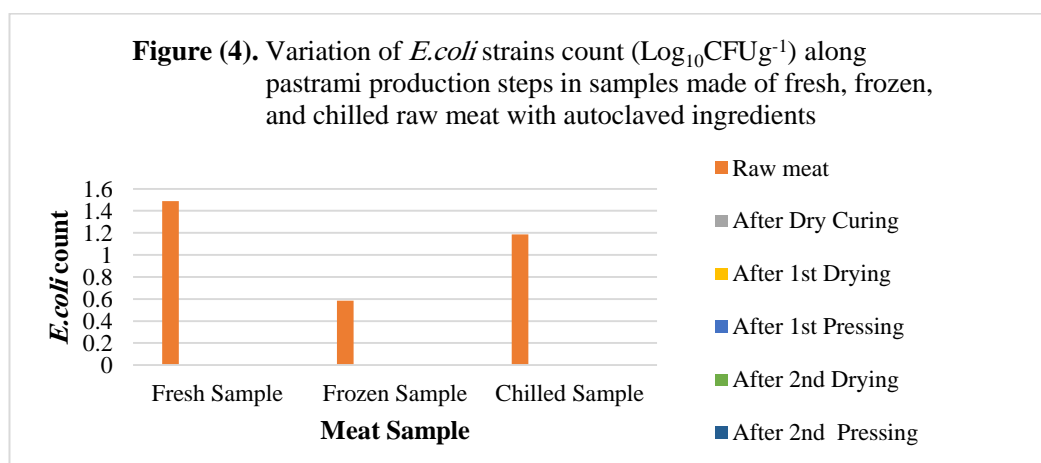 Figure (4). Variation of E.coli strains count (Log₁₀CFUg⁻¹) along
pastrami production steps in samples made of fresh, frozen,
and chilled raw meat with autoclaved ingredients
E.coli count
1.6
1.4
1.2
1
0.8
0.6
0.4
0.2
0
Fresh Sample Frozen Sample Chilled Sample
Meat Sample
Raw meat
After Dry Curing
After 1st Drying
After 1st Pressing
After 2nd Drying
After 2nd Pressing